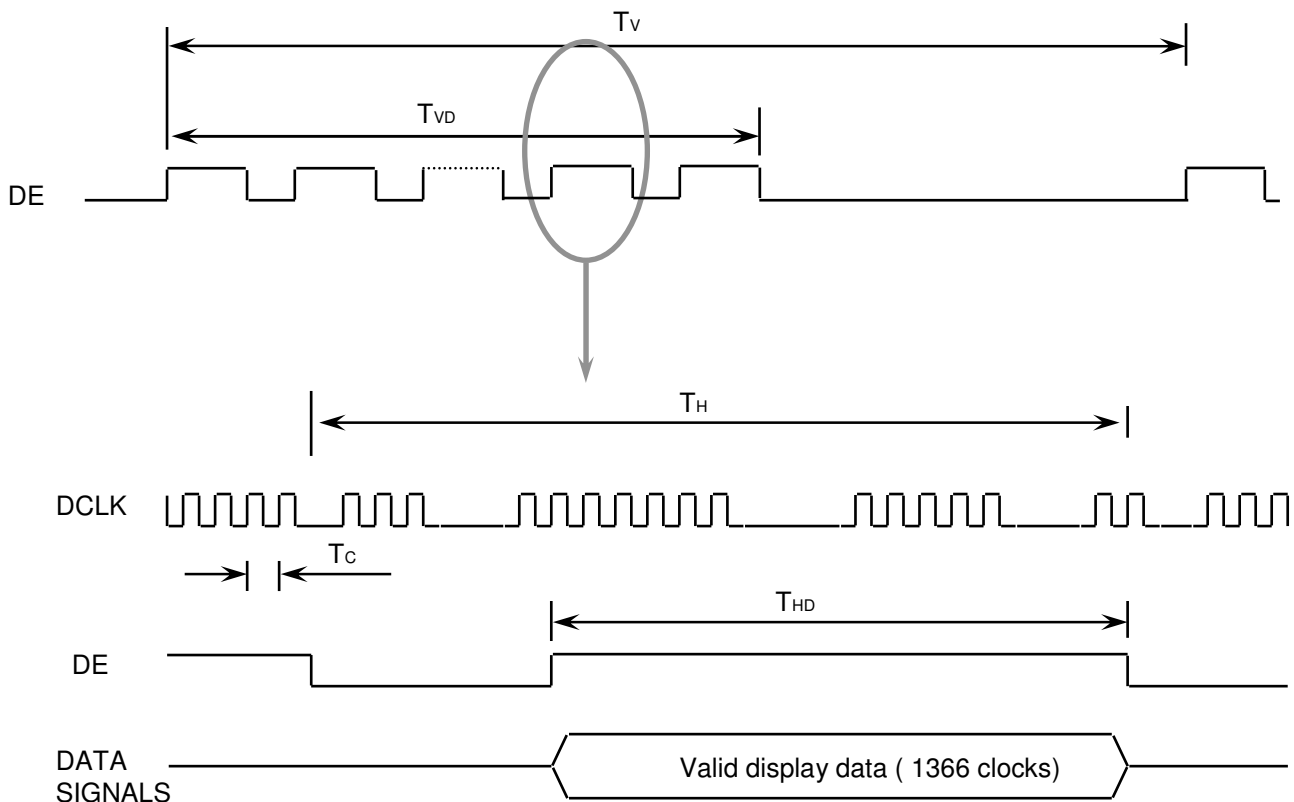 TV
TVD
DE
TH
DCLK
TC
THD
DE
DATA
SIGNALS
Valid display data ( 1366 clocks)